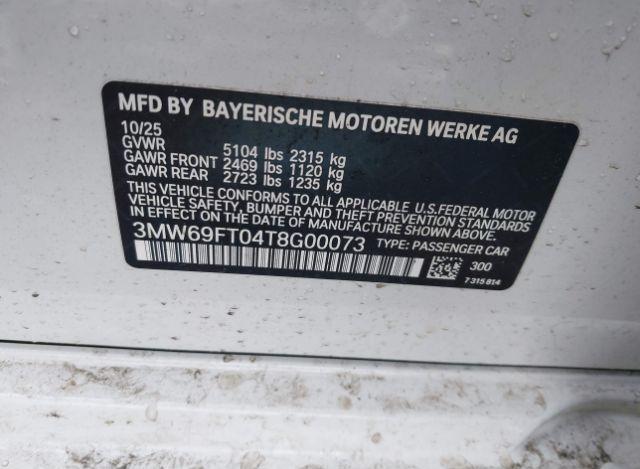 MFD BY BAYERISCHE MOTOREN WERKE AG
10/25
GVWR 5104 lbs 2315 kg
GAWR FRONT 2469 lbs 1120 kg
GAWR REAR 2723 lbs 1235 kg
THIS VEHICLE CONFORMS TO ALL APPLICABLE U.S.FEDERAL MOTOR
VEHICLE SAFETY, BUMPER AND THEFT PREVENTION STANDARDS
IN EFFECT ON THE DATE OF MANUFACTURE SHOWN ABOVE.
3MW69FT04T8G00073 TYPE: PASSENGER CAR
300
7 315 814